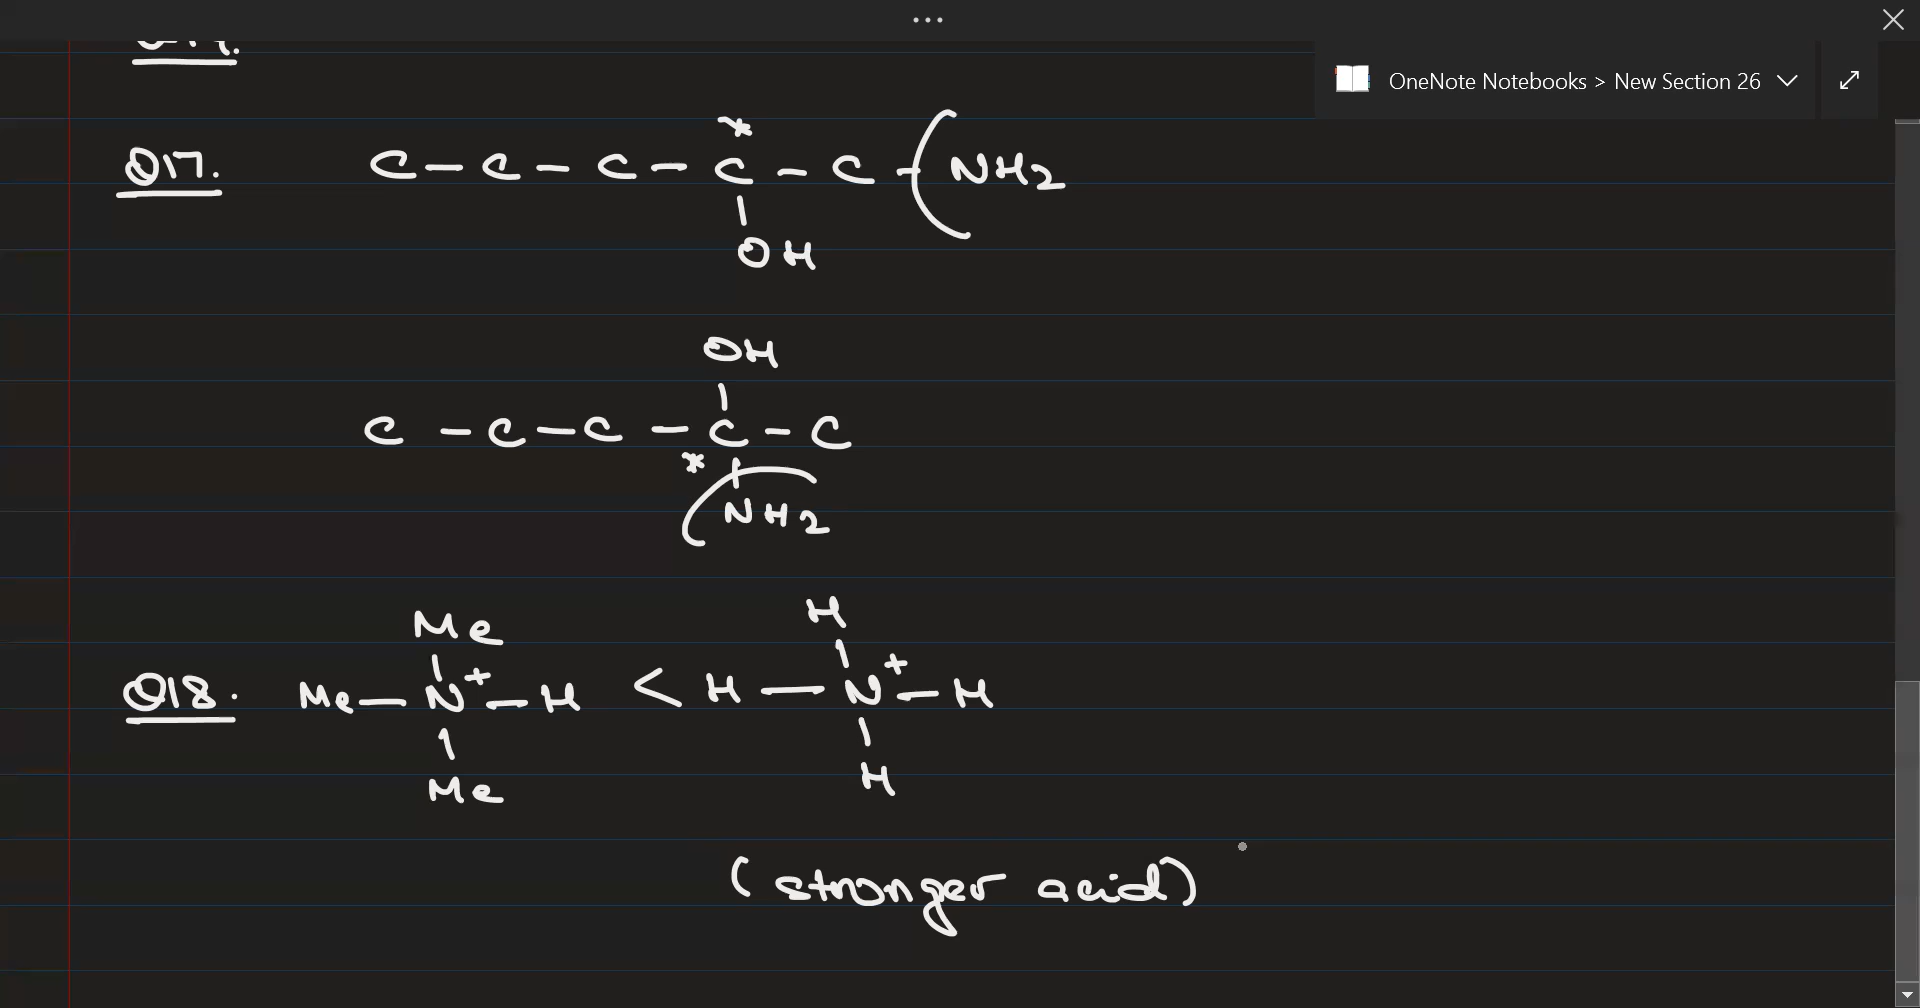 OneNote Notebooks > New Section 26
Q17. C - C - C - C* - C - (NH2
OH
OH
C - C - C - C - C
*
(NH2
Me H
Q18. Me - N+ - H < H - N+ - H
Me H
(stronger acid)